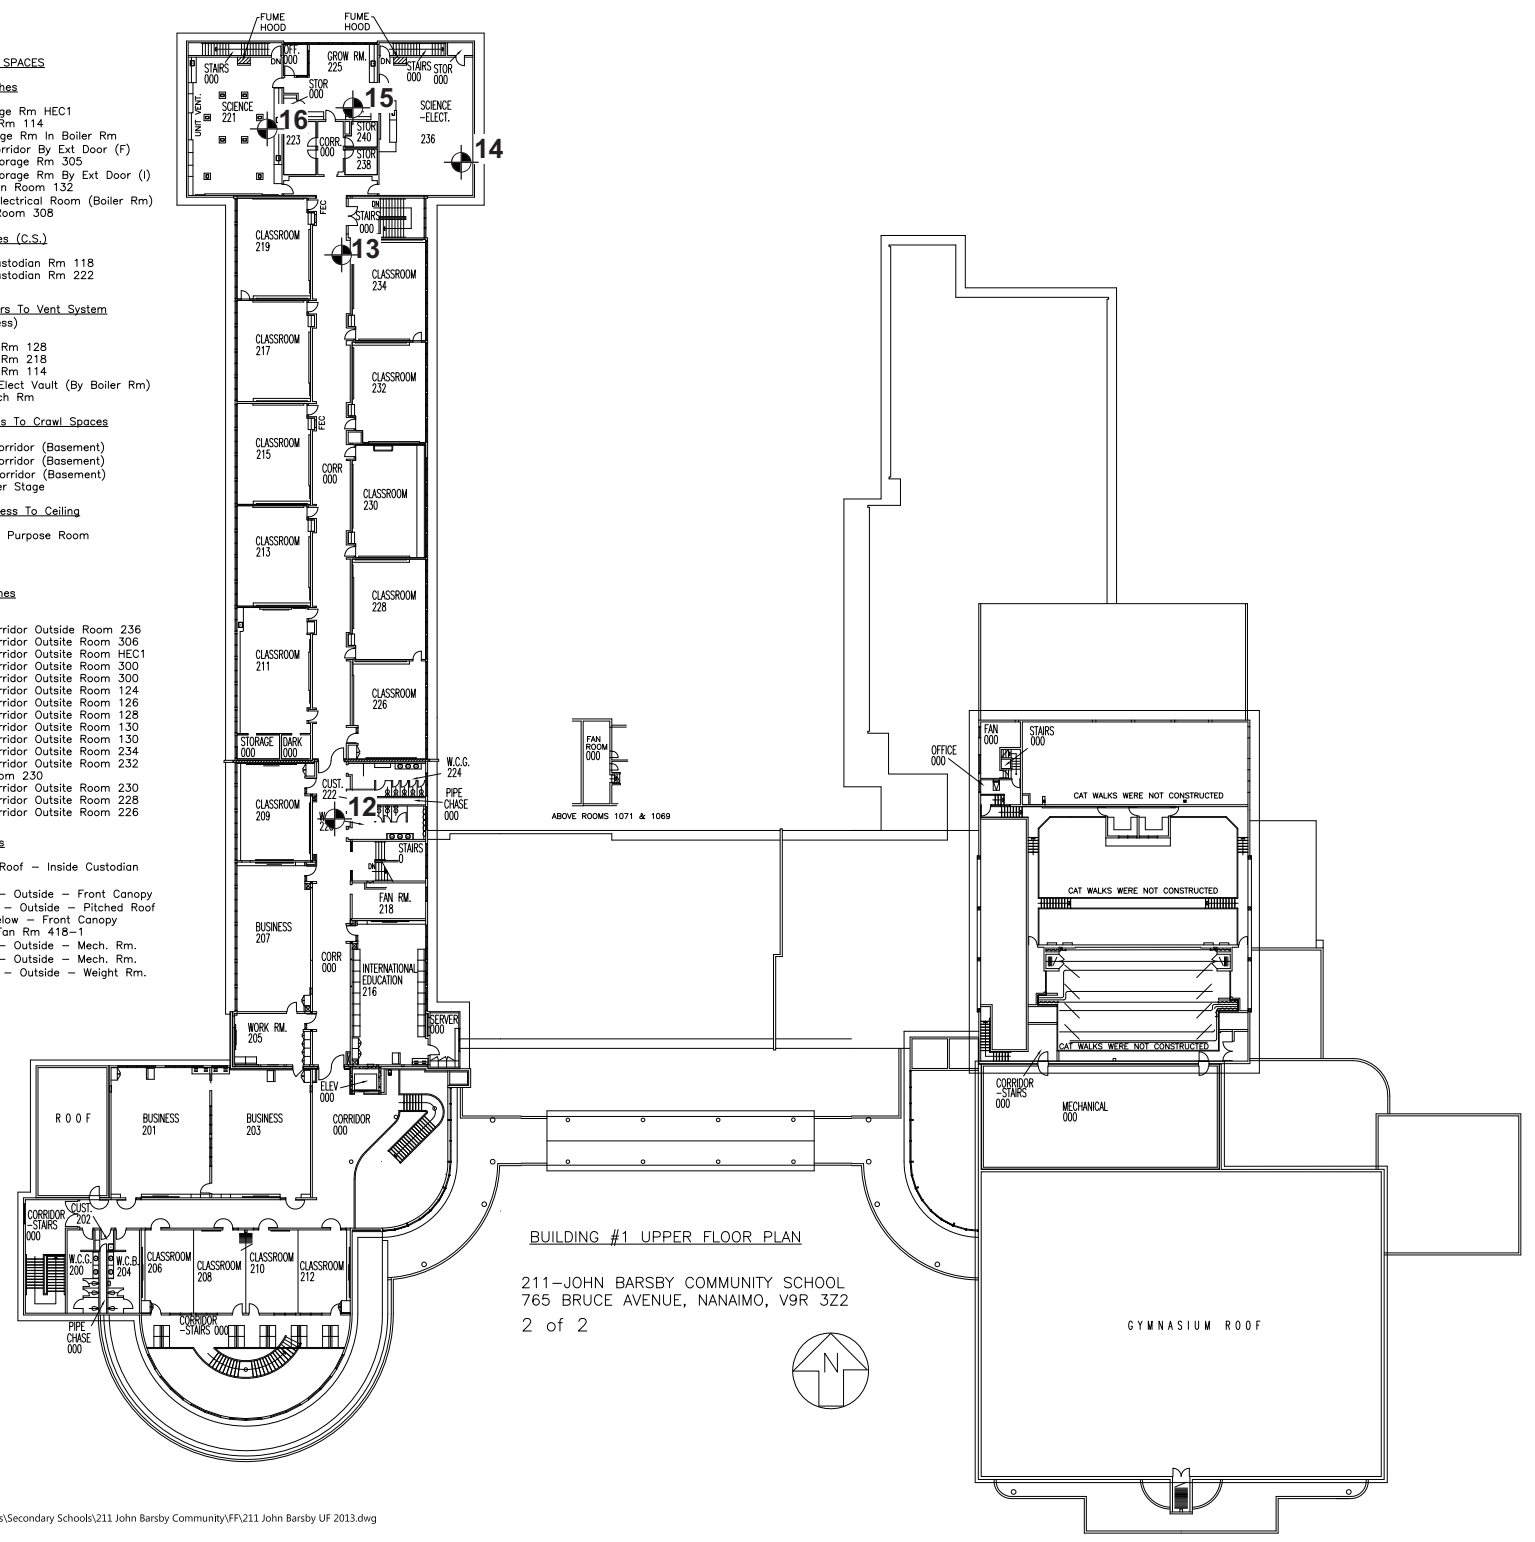 SPACES
hes
ge Rm HEC1
Rm 114
ge Rm In Boiler Rm
orridor By Ext Door (F)
orage Rm 305
torage Rm By Ext Door (I)
n Room 132
lectrical Room (Boiler Rm)
Room 308
es (C.S.)
stodian Rm 118
stodian Rm 222
rs To Vent System
ess)
Rm 128
Rm 218
Rm 114
Elect Vault (By Boiler Rm)
ch Rm
s To Crawl Spaces
orridor (Basement)
orridor (Basement)
orridor (Basement)
er Stage
ess To Ceiling
Purpose Room
nes
rridor Outside Room 236
rridor Outsite Room 306
rridor Outsite Room HEC1
rridor Outsite Room 300
rridor Outsite Room 300
rridor Outsite Room 124
rridor Outsite Room 126
rridor Outsite Room 128
rridor Outsite Room 130
rridor Outsite Room 130
rridor Outsite Room 234
rridor Outsite Room 232
om 230
rridor Outsite Room 230
rridor Outsite Room 228
rridor Outsite Room 226
s
Roof – Inside Custodian
– Outside – Front Canopy
– Outside – Pitched Roof
elow – Front Canopy
Fan Rm 418–1
– Outside – Mech. Rm.
– Outside – Mech. Rm.
– Outside – Weight Rm.
FUME
HOOD
FUME
HOOD
DN
OFF.
000
GROW RM.
225
DN
STAIRS
000
STAIRS
000
STOR
000
STOR
000
UNIT VENT.
SCIENCE
221
16
223
15
STOR
240
CORR.
000
STOR
238
SCIENCE
–ELECT.
236
14
FEC
DN
STAIRS
000
CLASSROOM
219
13
CLASSROOM
234
CLASSROOM
217
CLASSROOM
232
FEC
CLASSROOM
215
CORR
000
CLASSROOM
230
CLASSROOM
213
CLASSROOM
228
CLASSROOM
211
CLASSROOM
226
STORAGE
000
DARK
000
W.C.G.
224
CUST.
222
PIPE
CHASE
000
CLASSROOM
209
12
STAIRS
0
DN
FAN RM.
218
BUSINESS
207
CORR
000
INTERNATIONAL
EDUCATION
216
WORK RM.
205
SERVER
000
ELEV
000
ROOF
BUSINESS
201
BUSINESS
203
CORRIDOR
000
CORRIDOR
–STAIRS
000
CUST.
202
W.C.G.
200
W.C.B.
204
CLASSROOM
206
CLASSROOM
208
CLASSROOM
210
CLASSROOM
212
PIPE
CHASE
000
CORRIDOR
–STAIRS 000
FAN
ROOM
000
ABOVE ROOMS 1071 & 1069
FAN
000
STAIRS
000
OFFICE
000
CAT WALKS WERE NOT CONSTRUCTED
CAT WALKS WERE NOT CONSTRUCTED
CAT WALKS WERE NOT CONSTRUCTED
CORRIDOR
–STAIRS
000
MECHANICAL
000
GYMNASIUM ROOF
BUILDING #1 UPPER FLOOR PLAN
211–JOHN BARSBY COMMUNITY SCHOOL
765 BRUCE AVENUE, NANAIMO, V9R 3Z2
2 of 2
N
s\Secondary Schools\211 John Barsby Community\FF\211 John Barsby UF 2013.dwg